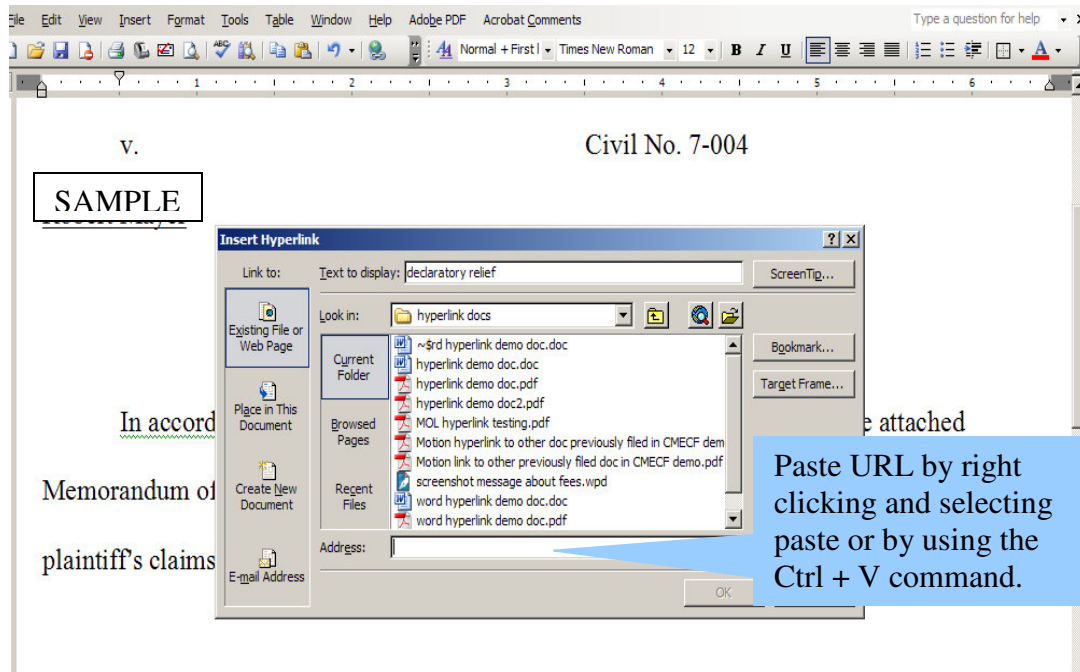 File Edit View Insert Format Tools Table Window Help Adobe PDF Acrobat Comments Type a question for help
Normal + First l Times New Roman 12 B I U A
1 2 3 4 5 6
v. Civil No. 7-004
SAMPLE
Insert Hyperlink
Link to: Text to display: declaratory relief ScreenTip...
Existing File or Web Page
Look in: hyperlink docs
Current Folder
~$rd hyperlink demo doc.doc
hyperlink demo doc.doc
hyperlink demo doc.pdf
hyperlink demo doc2.pdf
MOL hyperlink testing.pdf
Motion hyperlink to other doc previously filed in CMECF dem
Motion link to other previously filed doc in CMECF demo.pdf
screenshot message about fees.wpd
word hyperlink demo doc.doc
word hyperlink demo doc.pdf
Bookmark...
Target Frame...
Place in This Document
Browsed Pages
Create New Document
Recent Files
Address:
E-mail Address
OK
In accord e attached
Memorandum of
plaintiff's claims
Paste URL by right
clicking and selecting
paste or by using the
Ctrl + V command.